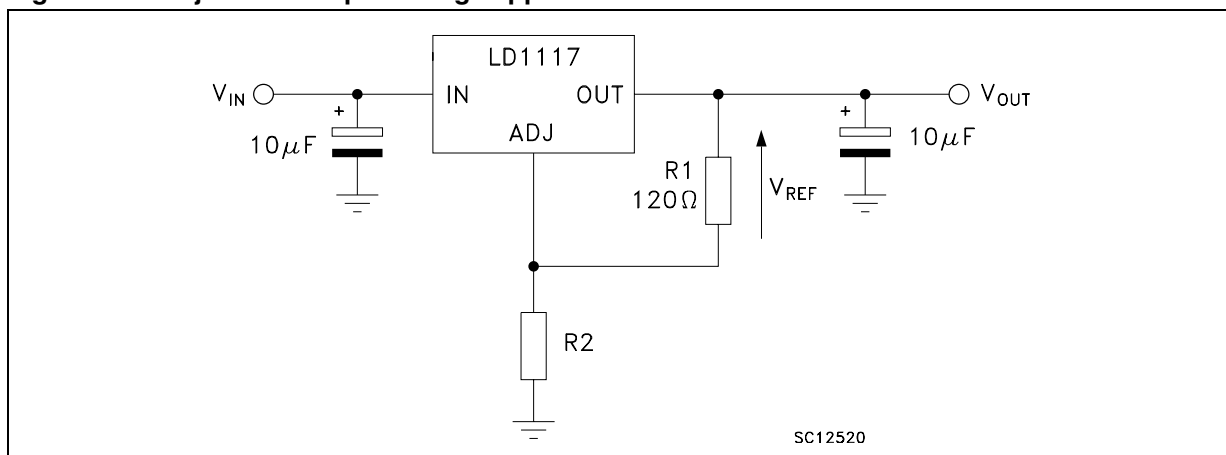 LD1117
V_IN
IN
OUT
V_OUT
+
10μF
ADJ
+
10μF
R1
120Ω
V_REF
R2
SC12520